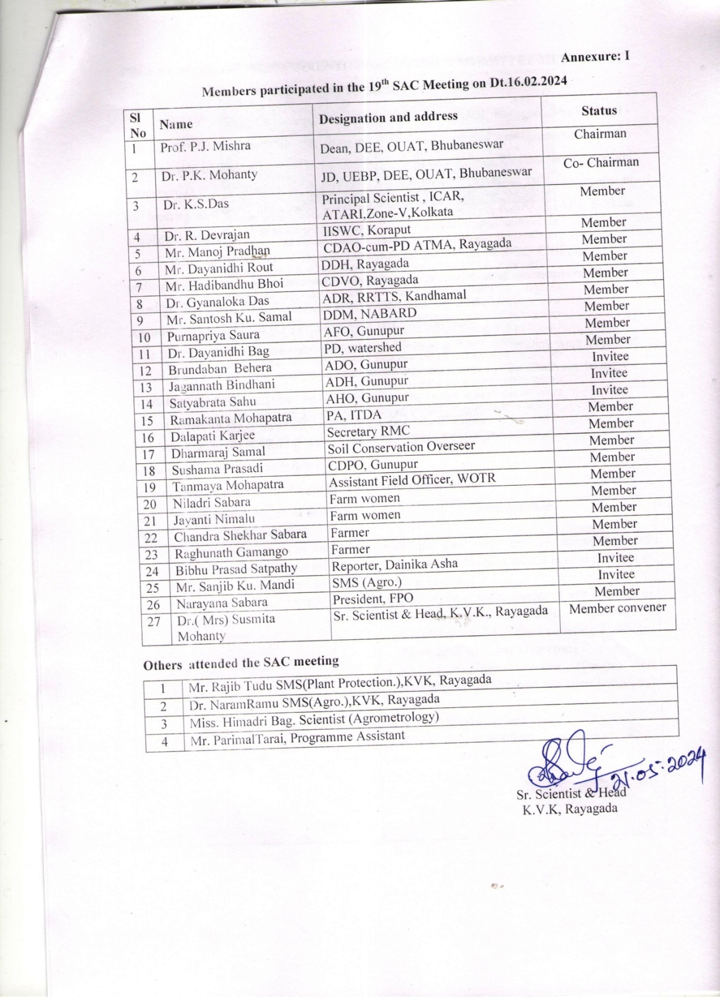 Annexure: I
Members participated in the 19th SAC Meeting on Dt.16.02.2024
Sl No Name Designation and address Status
1 Prof. P.J. Mishra Dean, DEE, OUAT, Bhubaneswar Chairman
2 Dr. P.K. Mohanty JD, UEBP, DEE, OUAT, Bhubaneswar Co- Chairman
3 Dr. K.S.Das Principal Scientist , ICAR, Member
ATARI,Zone-V,Kolkata
4 Dr. R. Devrajan IISWC, Koraput Member
5 Mr. Manoj Pradhan CDAO-cum-PD ATMA, Rayagada Member
6 Mr. Dayanidhi Rout DDH, Rayagada Member
7 Mr. Hadibandhu Bhoi CDVO, Rayagada Member
8 Dr. Gyanaloka Das ADR, RRTTS, Kandhamal Member
9 Mr. Santosh Ku. Samal DDM, NABARD Member
10 Purnapriya Saura AFO, Gunupur Member
11 Dr. Dayanidhi Bag PD, watershed Member
12 Brundaban Behera ADO, Gunupur Invitee
13 Jagannath Bindhani ADH, Gunupur Invitee
14 Satyabrata Sahu AHO, Gunupur Invitee
15 Ramakanta Mohapatra PA, ITDA Member
16 Dalapati Karjee Secretary RMC Member
17 Dharmaraj Samal Soil Conservation Overseer Member
18 Sushama Prasadi CDPO, Gunupur Member
19 Tanmaya Mohapatra Assistant Field Officer, WOTR Member
20 Niladri Sabara Farm women Member
21 Jayanti Nimalu Farm women Member
22 Chandra Shekhar Sabara Farmer Member
23 Raghunath Gamango Farmer Member
24 Bibhu Prasad Satpathy Reporter, Dainika Asha Invitee
25 Mr. Sanjib Ku. Mandi SMS (Agro.) Invitee
26 Narayana Sabara President, FPO Member
27 Dr.( Mrs) Susmita Sr. Scientist & Head, K.V.K., Rayagada Member convener
Mohanty
Others attended the SAC meeting
1 Mr. Rajib Tudu SMS(Plant Protection.),KVK, Rayagada
2 Dr. NaramRamu SMS(Agro.),KVK, Rayagada
3 Miss. Himadri Bag. Scientist (Agrometrology)
4 Mr. ParimalTarai, Programme Assistant
21.05.2024
Sr. Scientist & Head
K.V.K, Rayagada